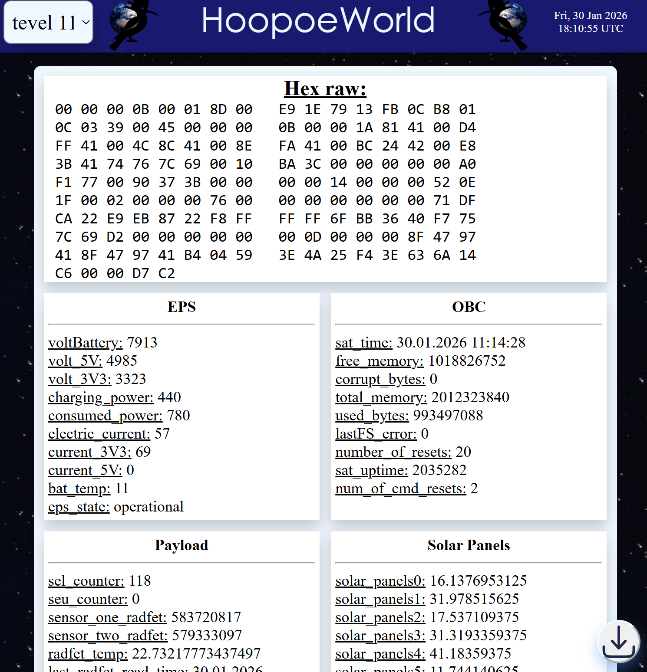 tevel 11
HoopoeWorld
Fri, 30 Jan 2026
18:10:55 UTC
Hex raw:
00 00 00 0B 00 01 8D 00 E9 1E 79 13 FB 0C B8 01
0C 03 39 00 45 00 00 00 0B 00 00 1A 81 41 00 D4
FF 41 00 4C 8C 41 00 8E FA 41 00 BC 24 42 00 E8
3B 41 74 76 7C 69 00 10 BA 3C 00 00 00 00 00 A0
F1 77 00 90 37 3B 00 00 00 00 14 00 00 00 52 0E
1F 00 02 00 00 00 76 00 00 00 00 00 00 00 71 DF
CA 22 E9 EB 87 22 F8 FF FF FF 6F BB 36 40 F7 75
7C 69 D2 00 00 00 00 00 00 0D 00 00 00 8F 47 97
41 8F 47 97 41 B4 04 59 3E 4A 25 F4 3E 63 6A 14
C6 00 00 D7 C2
EPS
voltBattery: 7913
volt_5V: 4985
volt_3V3: 3323
charging_power: 440
consumed_power: 780
electric_current: 57
current_3V3: 69
current_5V: 0
bat_temp: 11
eps_state: operational
OBC
sat_time: 30.01.2026 11:14:28
free_memory: 1018826752
corrupt_bytes: 0
total_memory: 2012323840
used_bytes: 993497088
lastFS_error: 0
number_of_resets: 20
sat_uptime: 2035282
num_of_cmd_resets: 2
Payload
sel_counter: 118
seu_counter: 0
sensor_one_radfet: 583720817
sensor_two_radfet: 579333097
radfet_temp: 22.73217773437497
last_radfet_read_time: 30.01.2026
Solar Panels
solar_panels0: 16.1376953125
solar_panels1: 31.978515625
solar_panels2: 17.537109375
solar_panels3: 31.3193359375
solar_panels4: 41.18359375
solar_panels5: 11.744140625